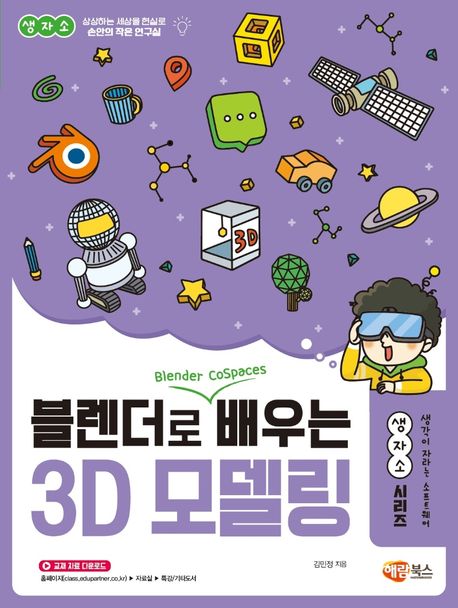 생자소
상상하는 세상을 현실로
손안의 작은 연구실
3D
Blender CoSpaces
블렌더로 배우는
3D 모델링
생각이 자라는 소프트웨어
생자소 시리즈
교재 자료 다운로드
홈페이지(class.edupartner.co.kr) ▶ 자료실 ▶ 특강/기타도서
김민정 지음
해람북스